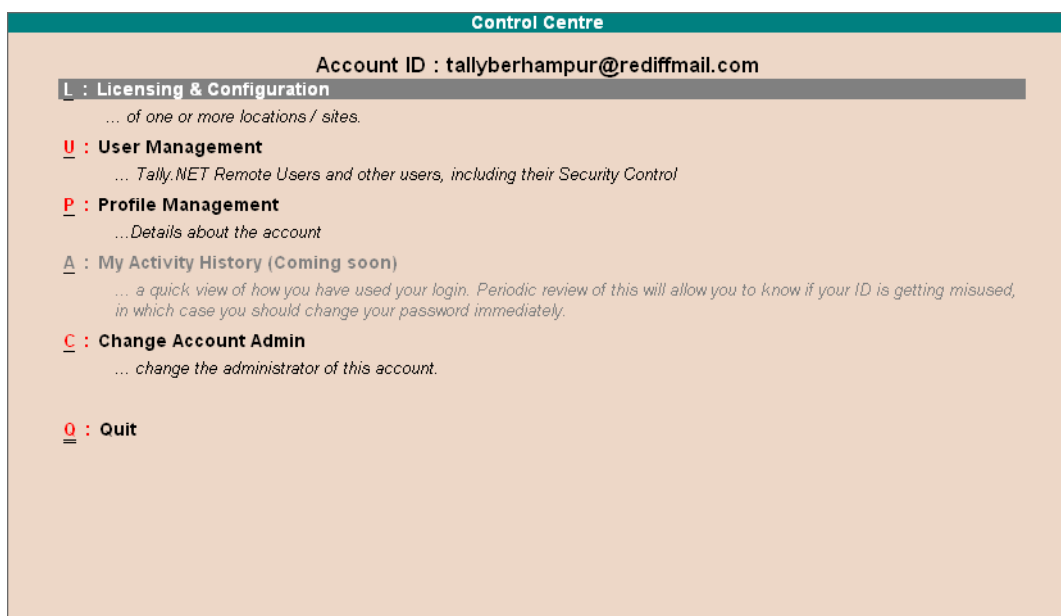 Control Centre
Account ID : tallyberhampur@rediffmail.com
L : Licensing & Configuration
... of one or more locations / sites.
U : User Management
... Tally.NET Remote Users and other users, including their Security Control
P : Profile Management
...Details about the account
A : My Activity History (Coming soon)
... a quick view of how you have used your login. Periodic review of this will allow you to know if your ID is getting misused,
in which case you should change your password immediately.
C : Change Account Admin
... change the administrator of this account.
Q : Quit